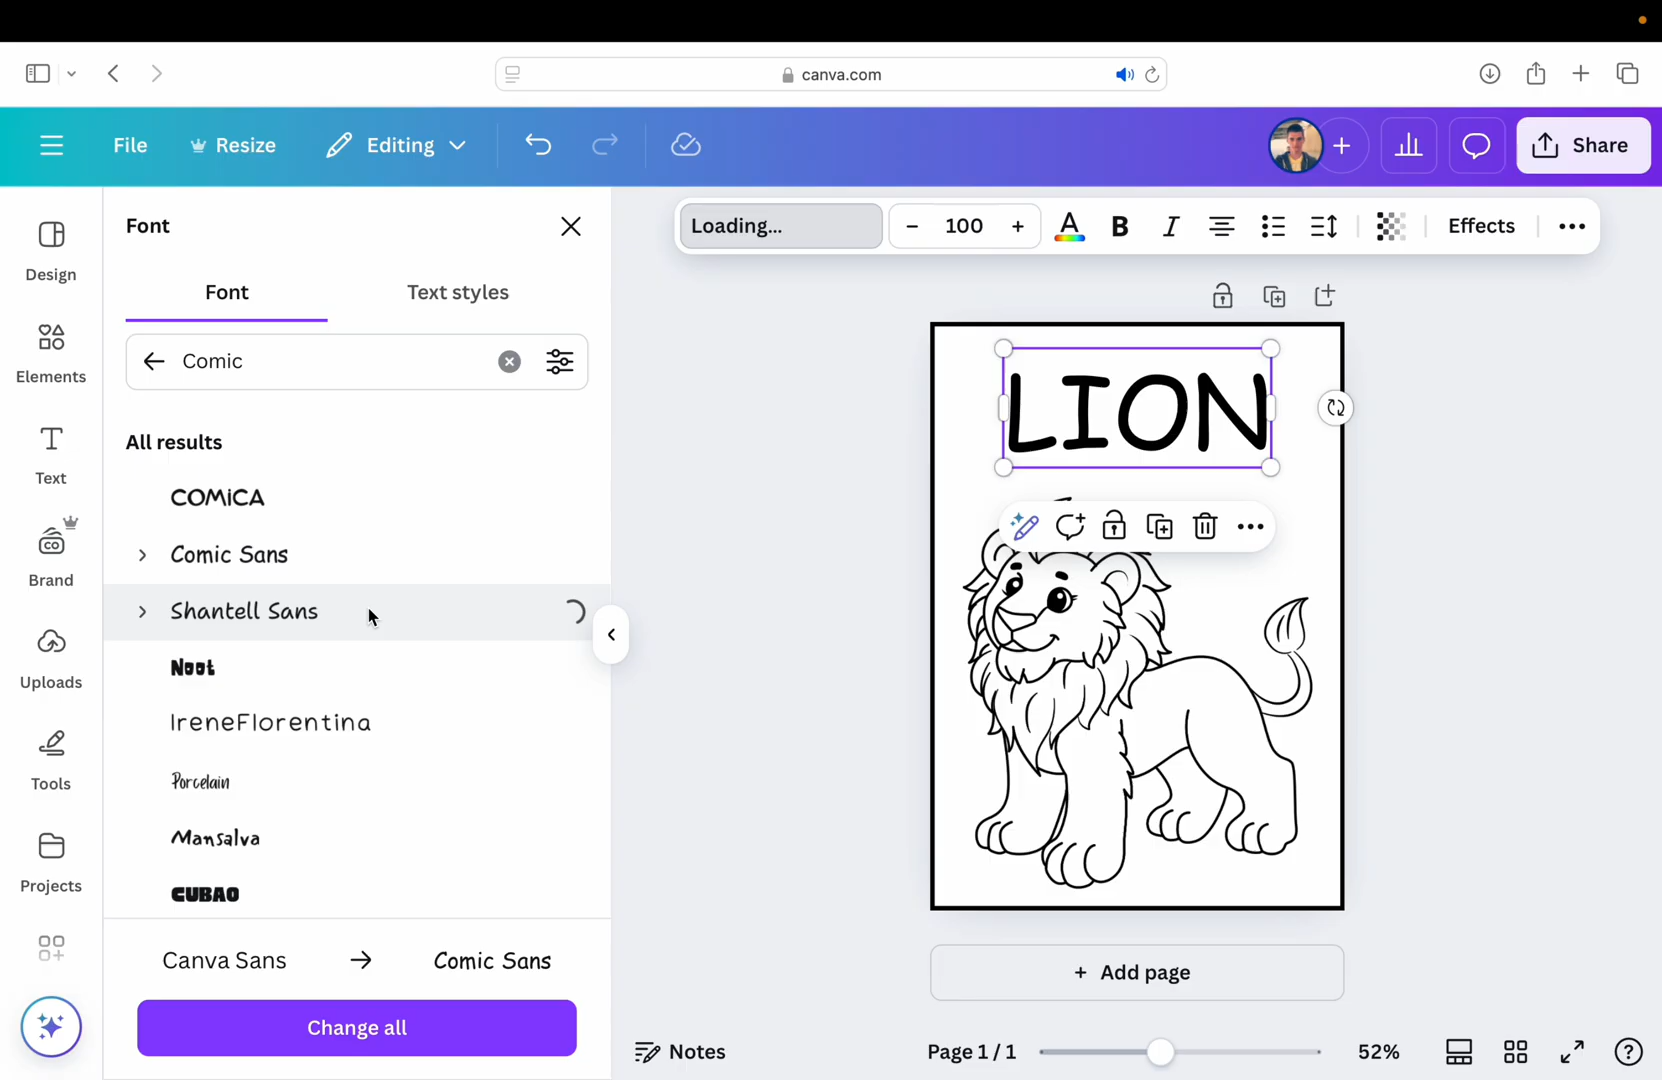 canva.com
File
Resize
Editing
Share
Font
Loading...
100
A
B
I
Effects
Font
Text styles
Design
Comic
Elements
All results
Text
COMiCA
Comic Sans
Brand
CO
Shantell Sans
Uploads
Noot
IreneFlorentina
Tools
Porcelain
Mansalva
Projects
CUBAO
Canva Sans → Comic Sans
Change all
LION
+ Add page
Notes
Page 1 / 1
52%
?